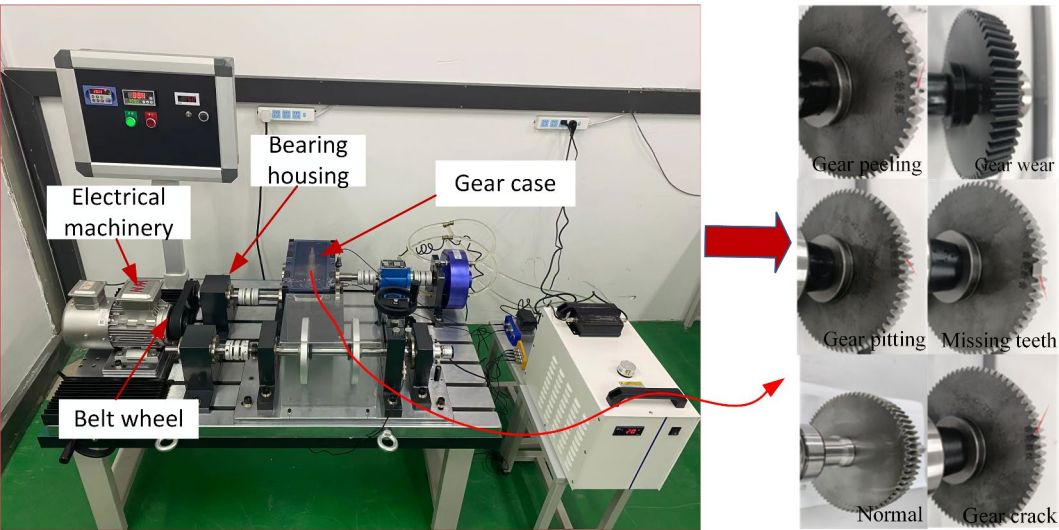 Bearing
housing
Gear case
Electrical
machinery
Belt wheel
Gear peeling
Gear wear
Gear pitting
Missing teeth
Normal
Gear crack